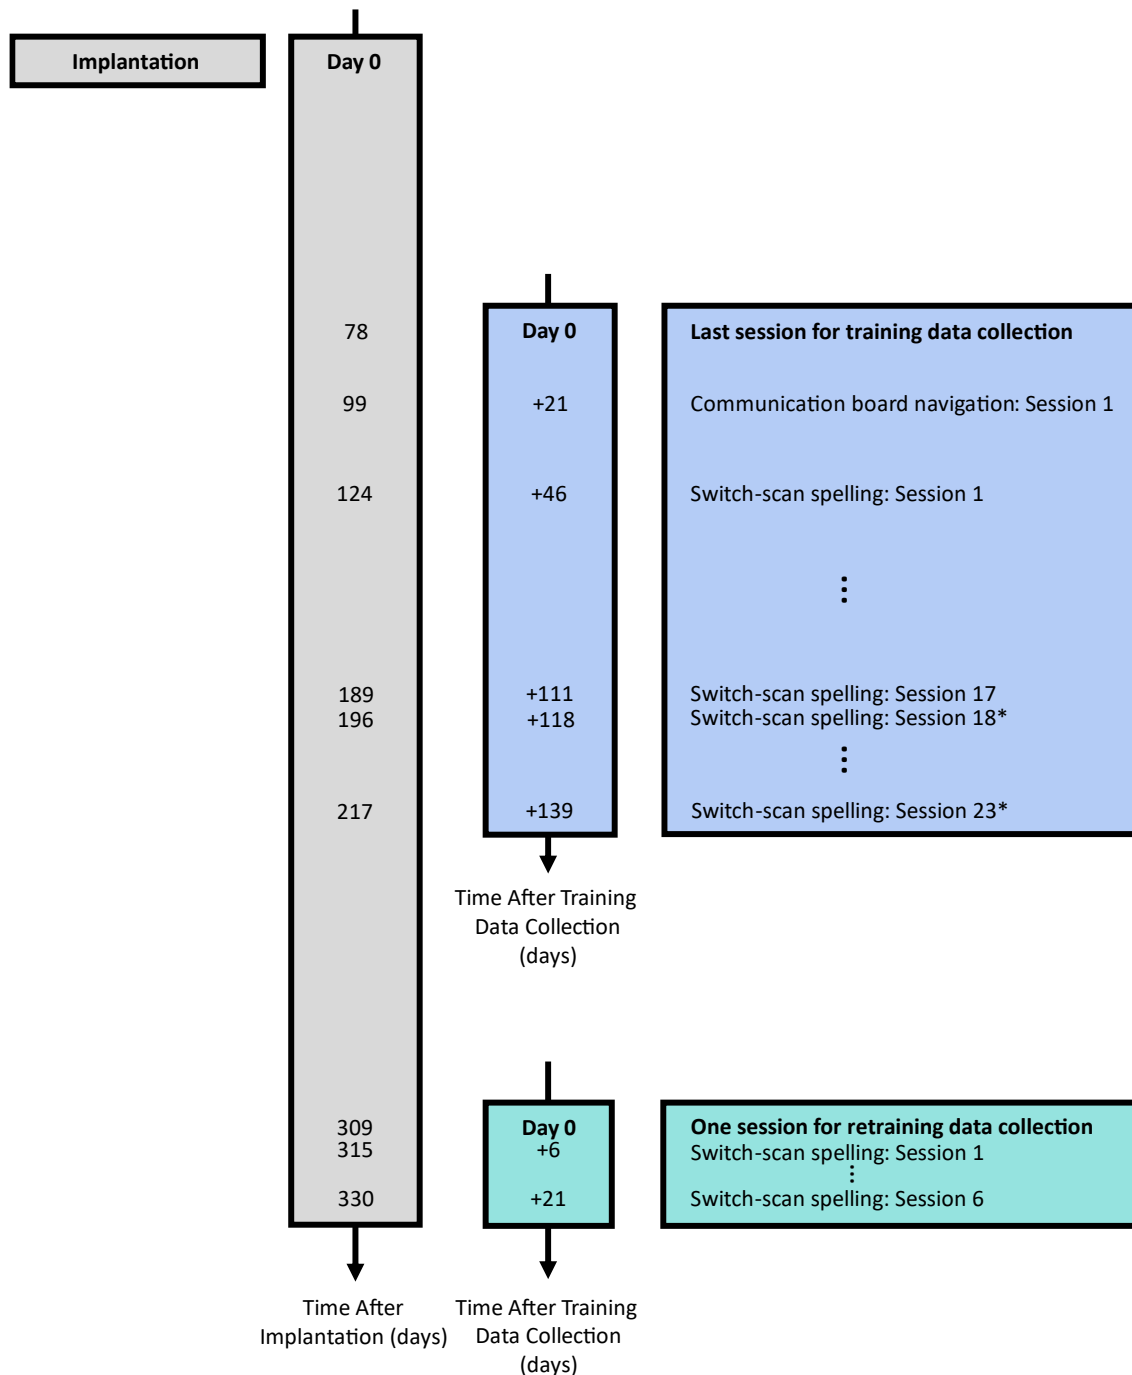 Implantation
Day 0
78
Day 0
Last session for training data collection
99
+21
Communication board navigation: Session 1
124
+46
Switch-scan spelling: Session 1
⋮
189
+111
Switch-scan spelling: Session 17
196
+118
Switch-scan spelling: Session 18*
⋮
217
+139
Switch-scan spelling: Session 23*
Time After Training
Data Collection
(days)
309
Day 0
One session for retraining data collection
315
+6
Switch-scan spelling: Session 1
⋮
330
+21
Switch-scan spelling: Session 6
Time After
Implantation (days)
Time After Training
Data Collection
(days)